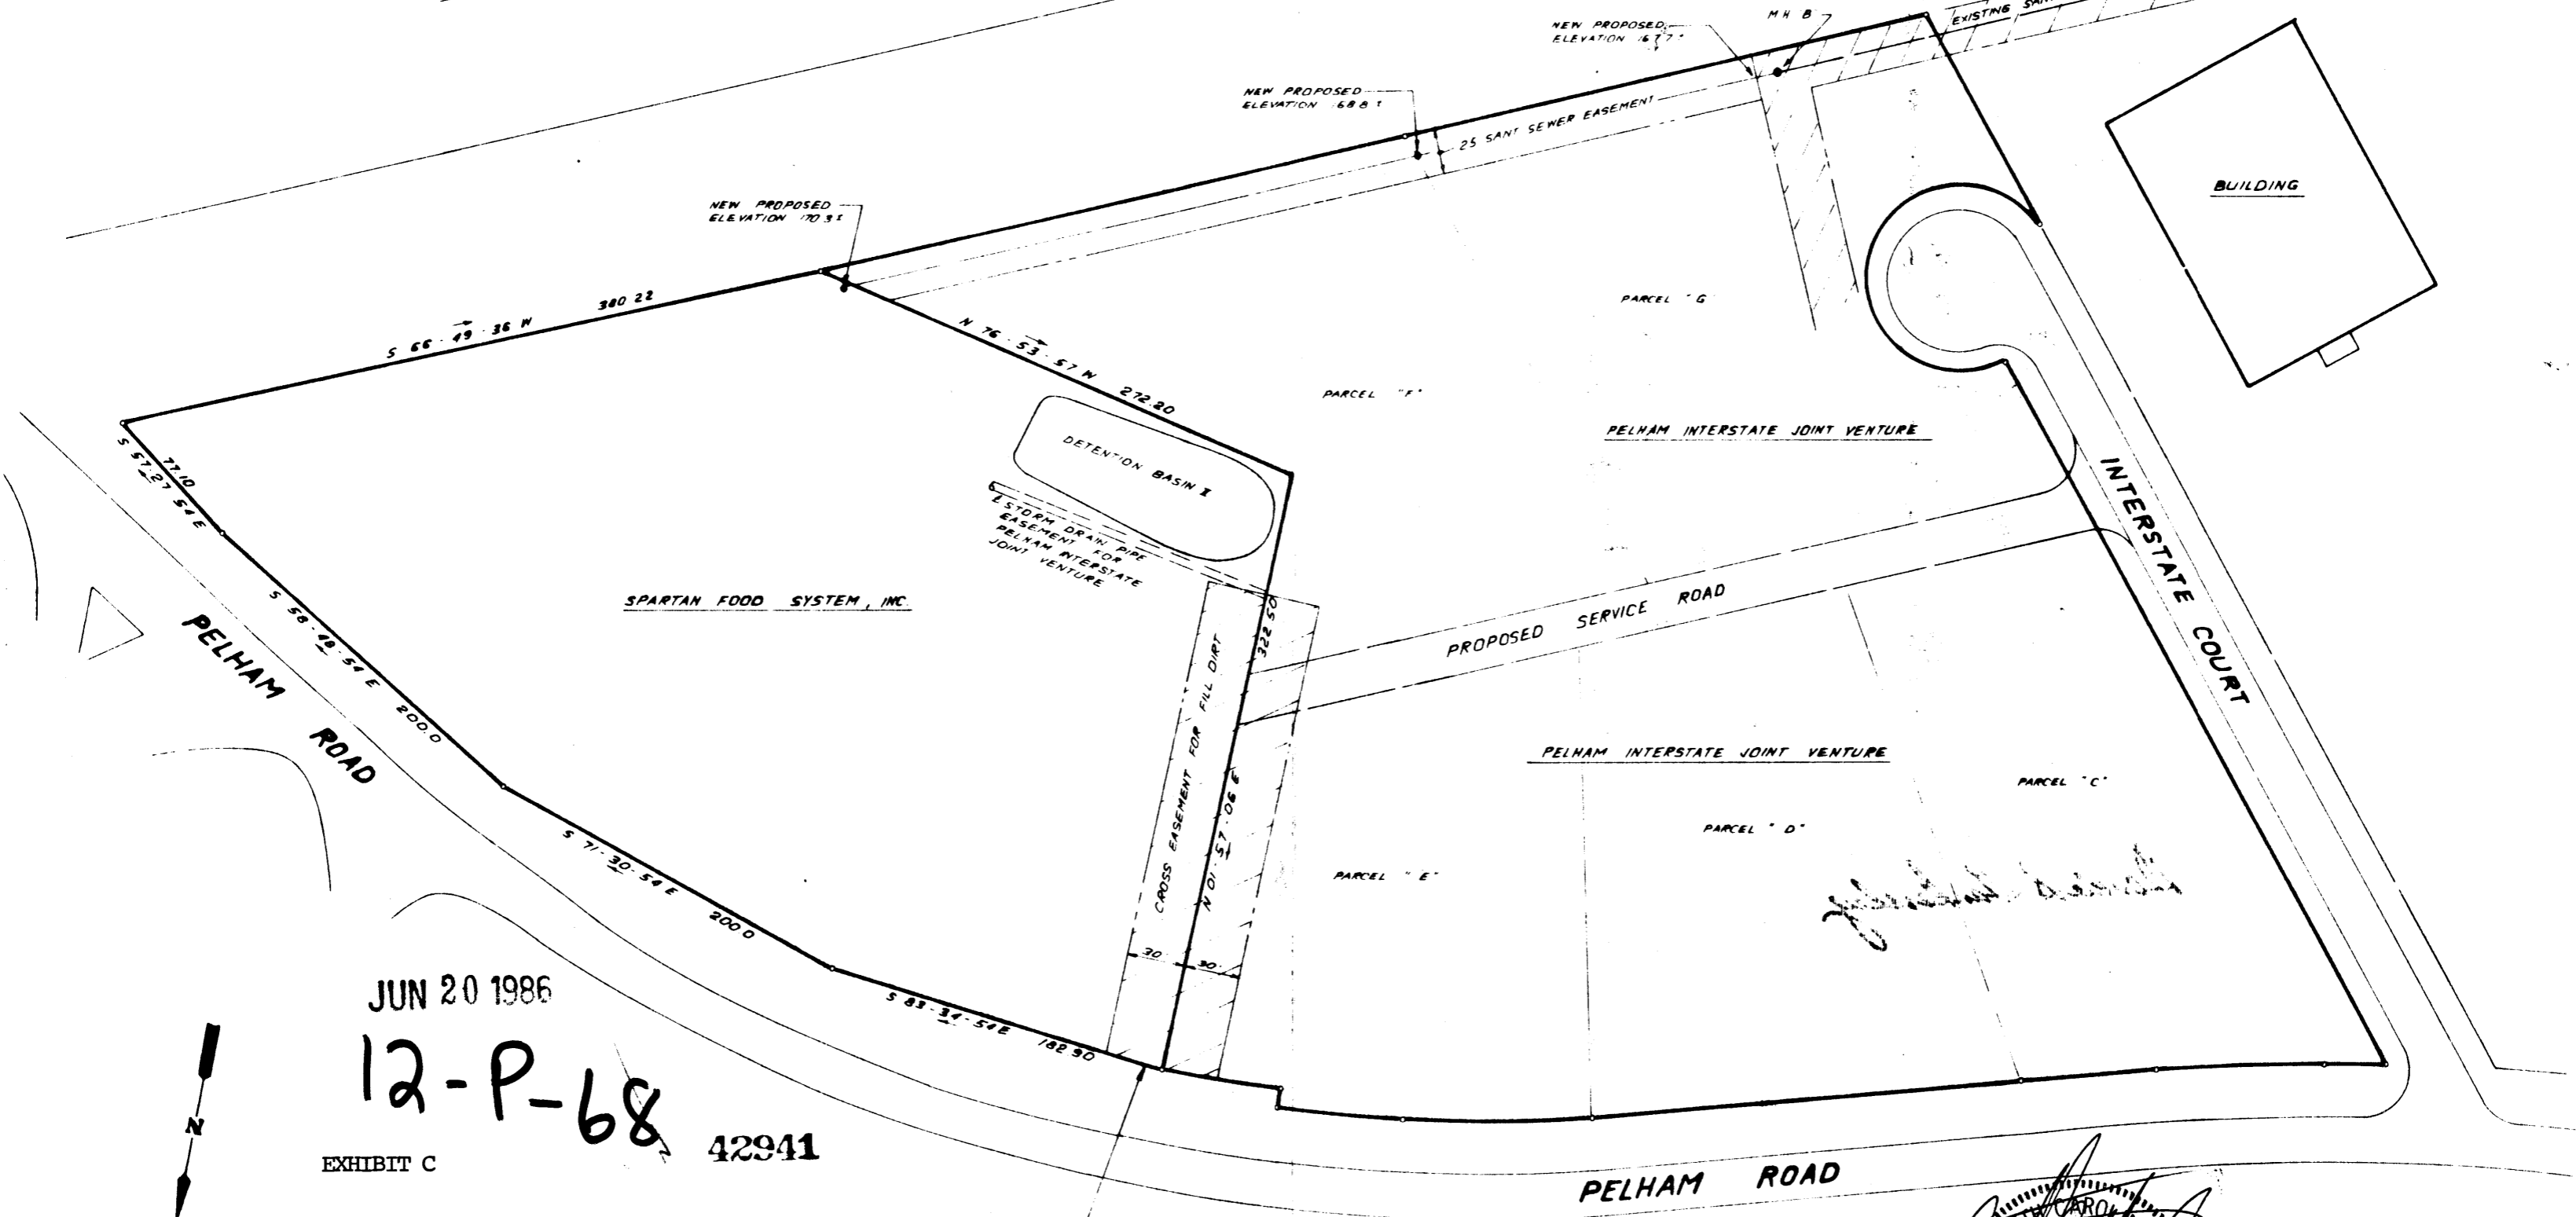 NEW PROPOSED
ELEVATION 167.7±
M H B
EXISTING
NEW PROPOSED
ELEVATION 168.8 ±
25 SANT SEWER EASEMENT
BUILDING
NEW PROPOSED
ELEVATION 170.3 ±
S 66-49-36 W 380.22
PARCEL "G"
N 76-53-57 W 272.20
PARCEL "F"
PELHAM INTERSTATE JOINT VENTURE
S 57-27-54 E
77.10
DETENTION BASIN II
INTERSTATE COURT
℄ STORM DRAIN PIPE
EASEMENT FOR
PELHAM INTERSTATE
JOINT VENTURE
SPARTAN FOOD SYSTEM, INC.
S 58-48-54 E 200.0
PELHAM ROAD
PROPOSED SERVICE ROAD
322.50
N 01-57-06 E
CROSS EASEMENT FOR FILL DIRT
PELHAM INTERSTATE JOINT VENTURE
PARCEL "C"
PARCEL "D"
PARCEL "E"
S 71-30-54 E 200.0
30' 30'
S 83-34-54 E 182.90
JUN 20 1986
12-P-68
42941
N
EXHIBIT C
PELHAM ROAD
CARO